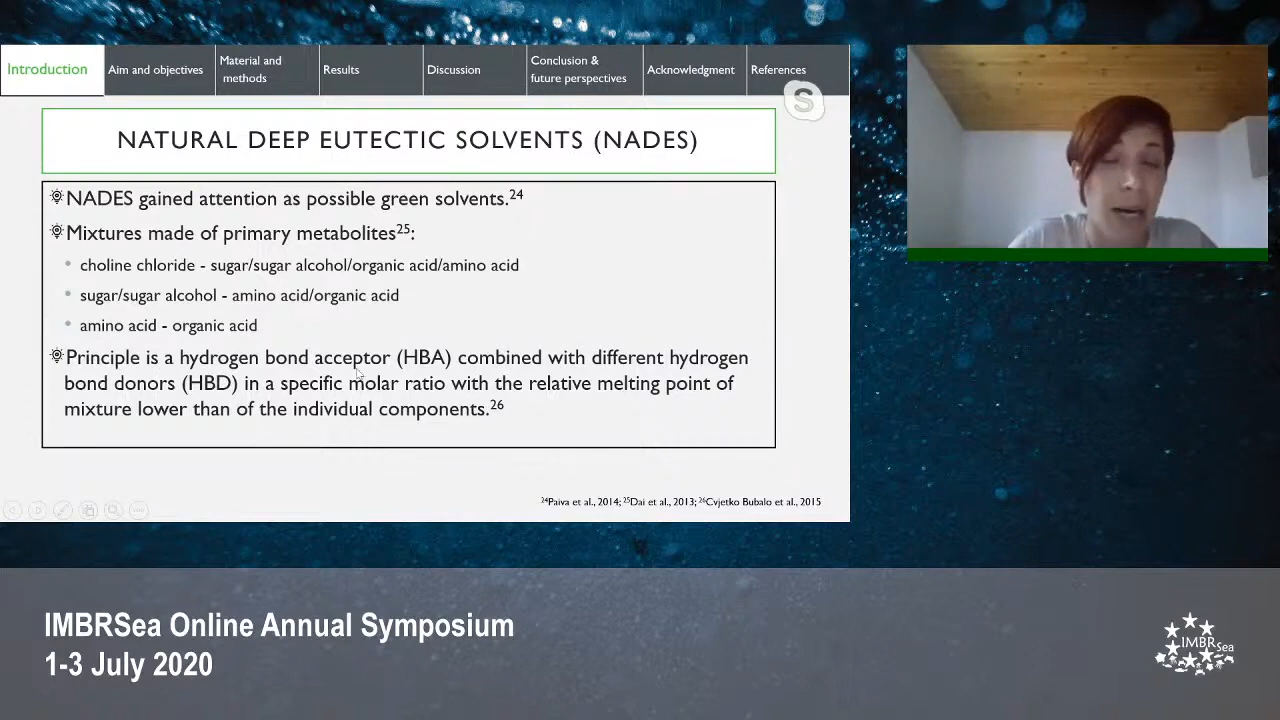 Introduction
Aim and objectives
Material and
methods
Results
Discussion
Conclusion &
future perspectives
Acknowledgment
References
S
NATURAL DEEP EUTECTIC SOLVENTS (NADES)
NADES gained attention as possible green solvents.24
Mixtures made of primary metabolites25:
choline chloride - sugar/sugar alcohol/organic acid/amino acid
sugar/sugar alcohol - amino acid/organic acid
amino acid - organic acid
Principle is a hydrogen bond acceptor (HBA) combined with different hydrogen
bond donors (HBD) in a specific molar ratio with the relative melting point of
mixture lower than of the individual components.26
24Paiva et al., 2014; 25Dai et al., 2013; 26Cvjetko Bubalo et al., 2015
IMBRSea Online Annual Symposium
1-3 July 2020
IMBRSea